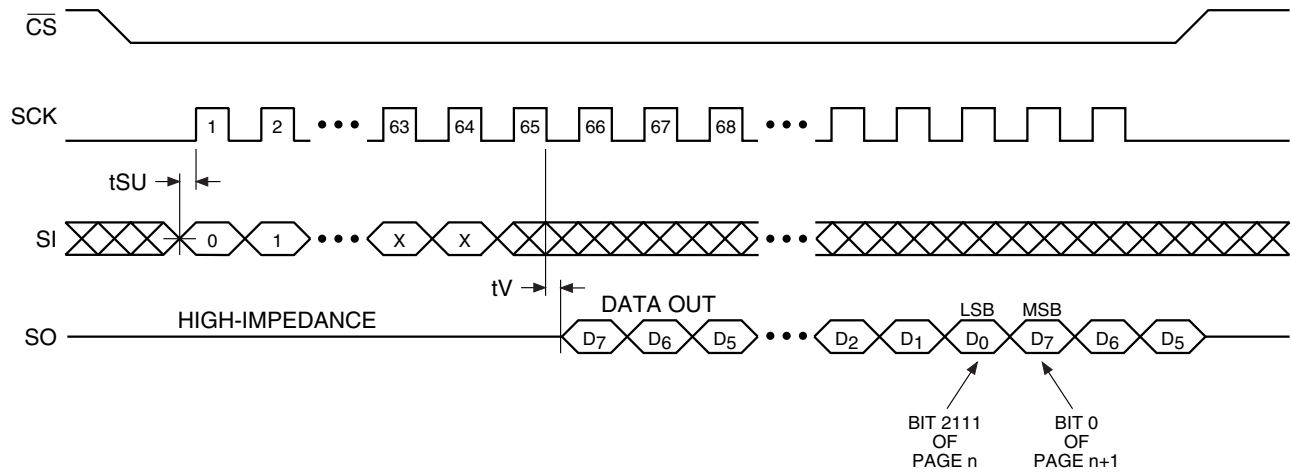 CS
SCK
1 2 ••• 63 64 65 66 67 68 •••
tSU
SI
0 1 ••• X X •••
tV
DATA OUT
HIGH-IMPEDANCE
LSB MSB
SO
D7 D6 D5 ••• D2 D1 D0 D7 D6 D5
BIT 2111
OF
PAGE n
BIT 0
OF
PAGE n+1